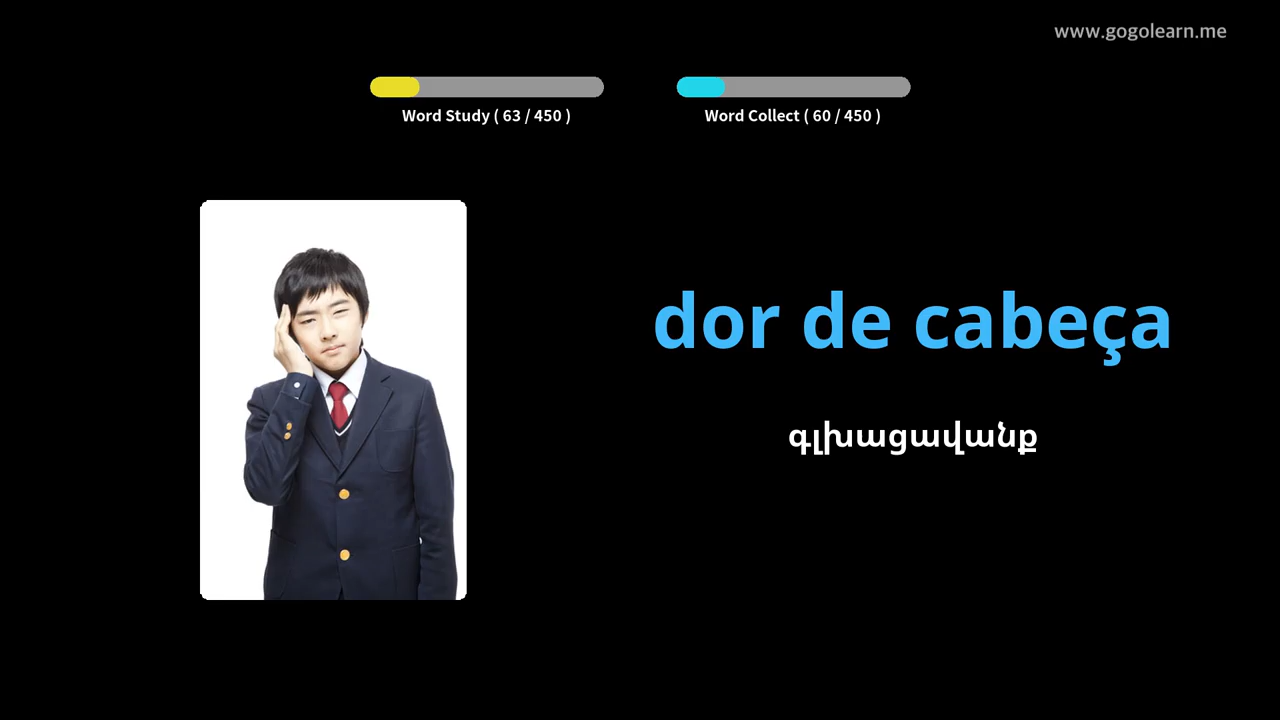 www.gogolearn.me
Word Study ( 63 / 450 )
Word Collect ( 60 / 450 )
dor de cabeça
գլխացավանք